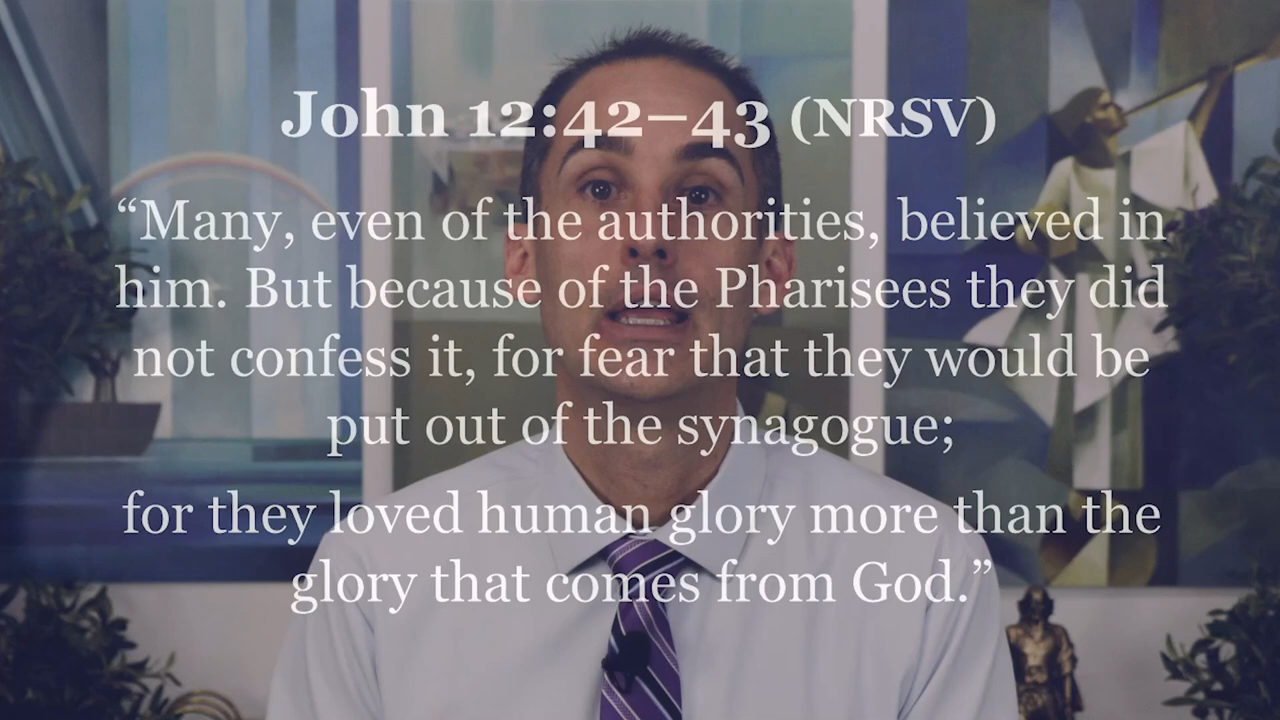 John 12:42–43 (NRSV)
“Many, even of the authorities, believed in
him. But because of the Pharisees they did
not confess it, for fear that they would be
put out of the synagogue;
for they loved human glory more than the
glory that comes from God.”